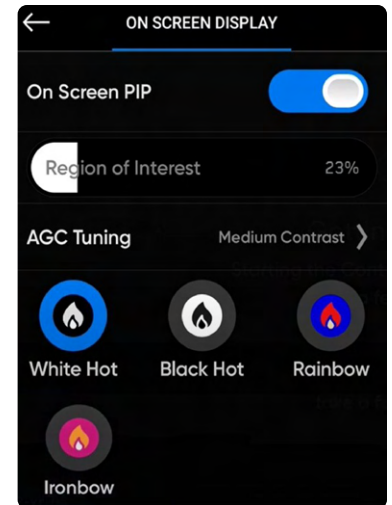 ON SCREEN DISPLAY
On Screen PIP
Region of Interest 23%
AGC Tuning Medium Contrast
White Hot Black Hot Rainbow
Ironbow